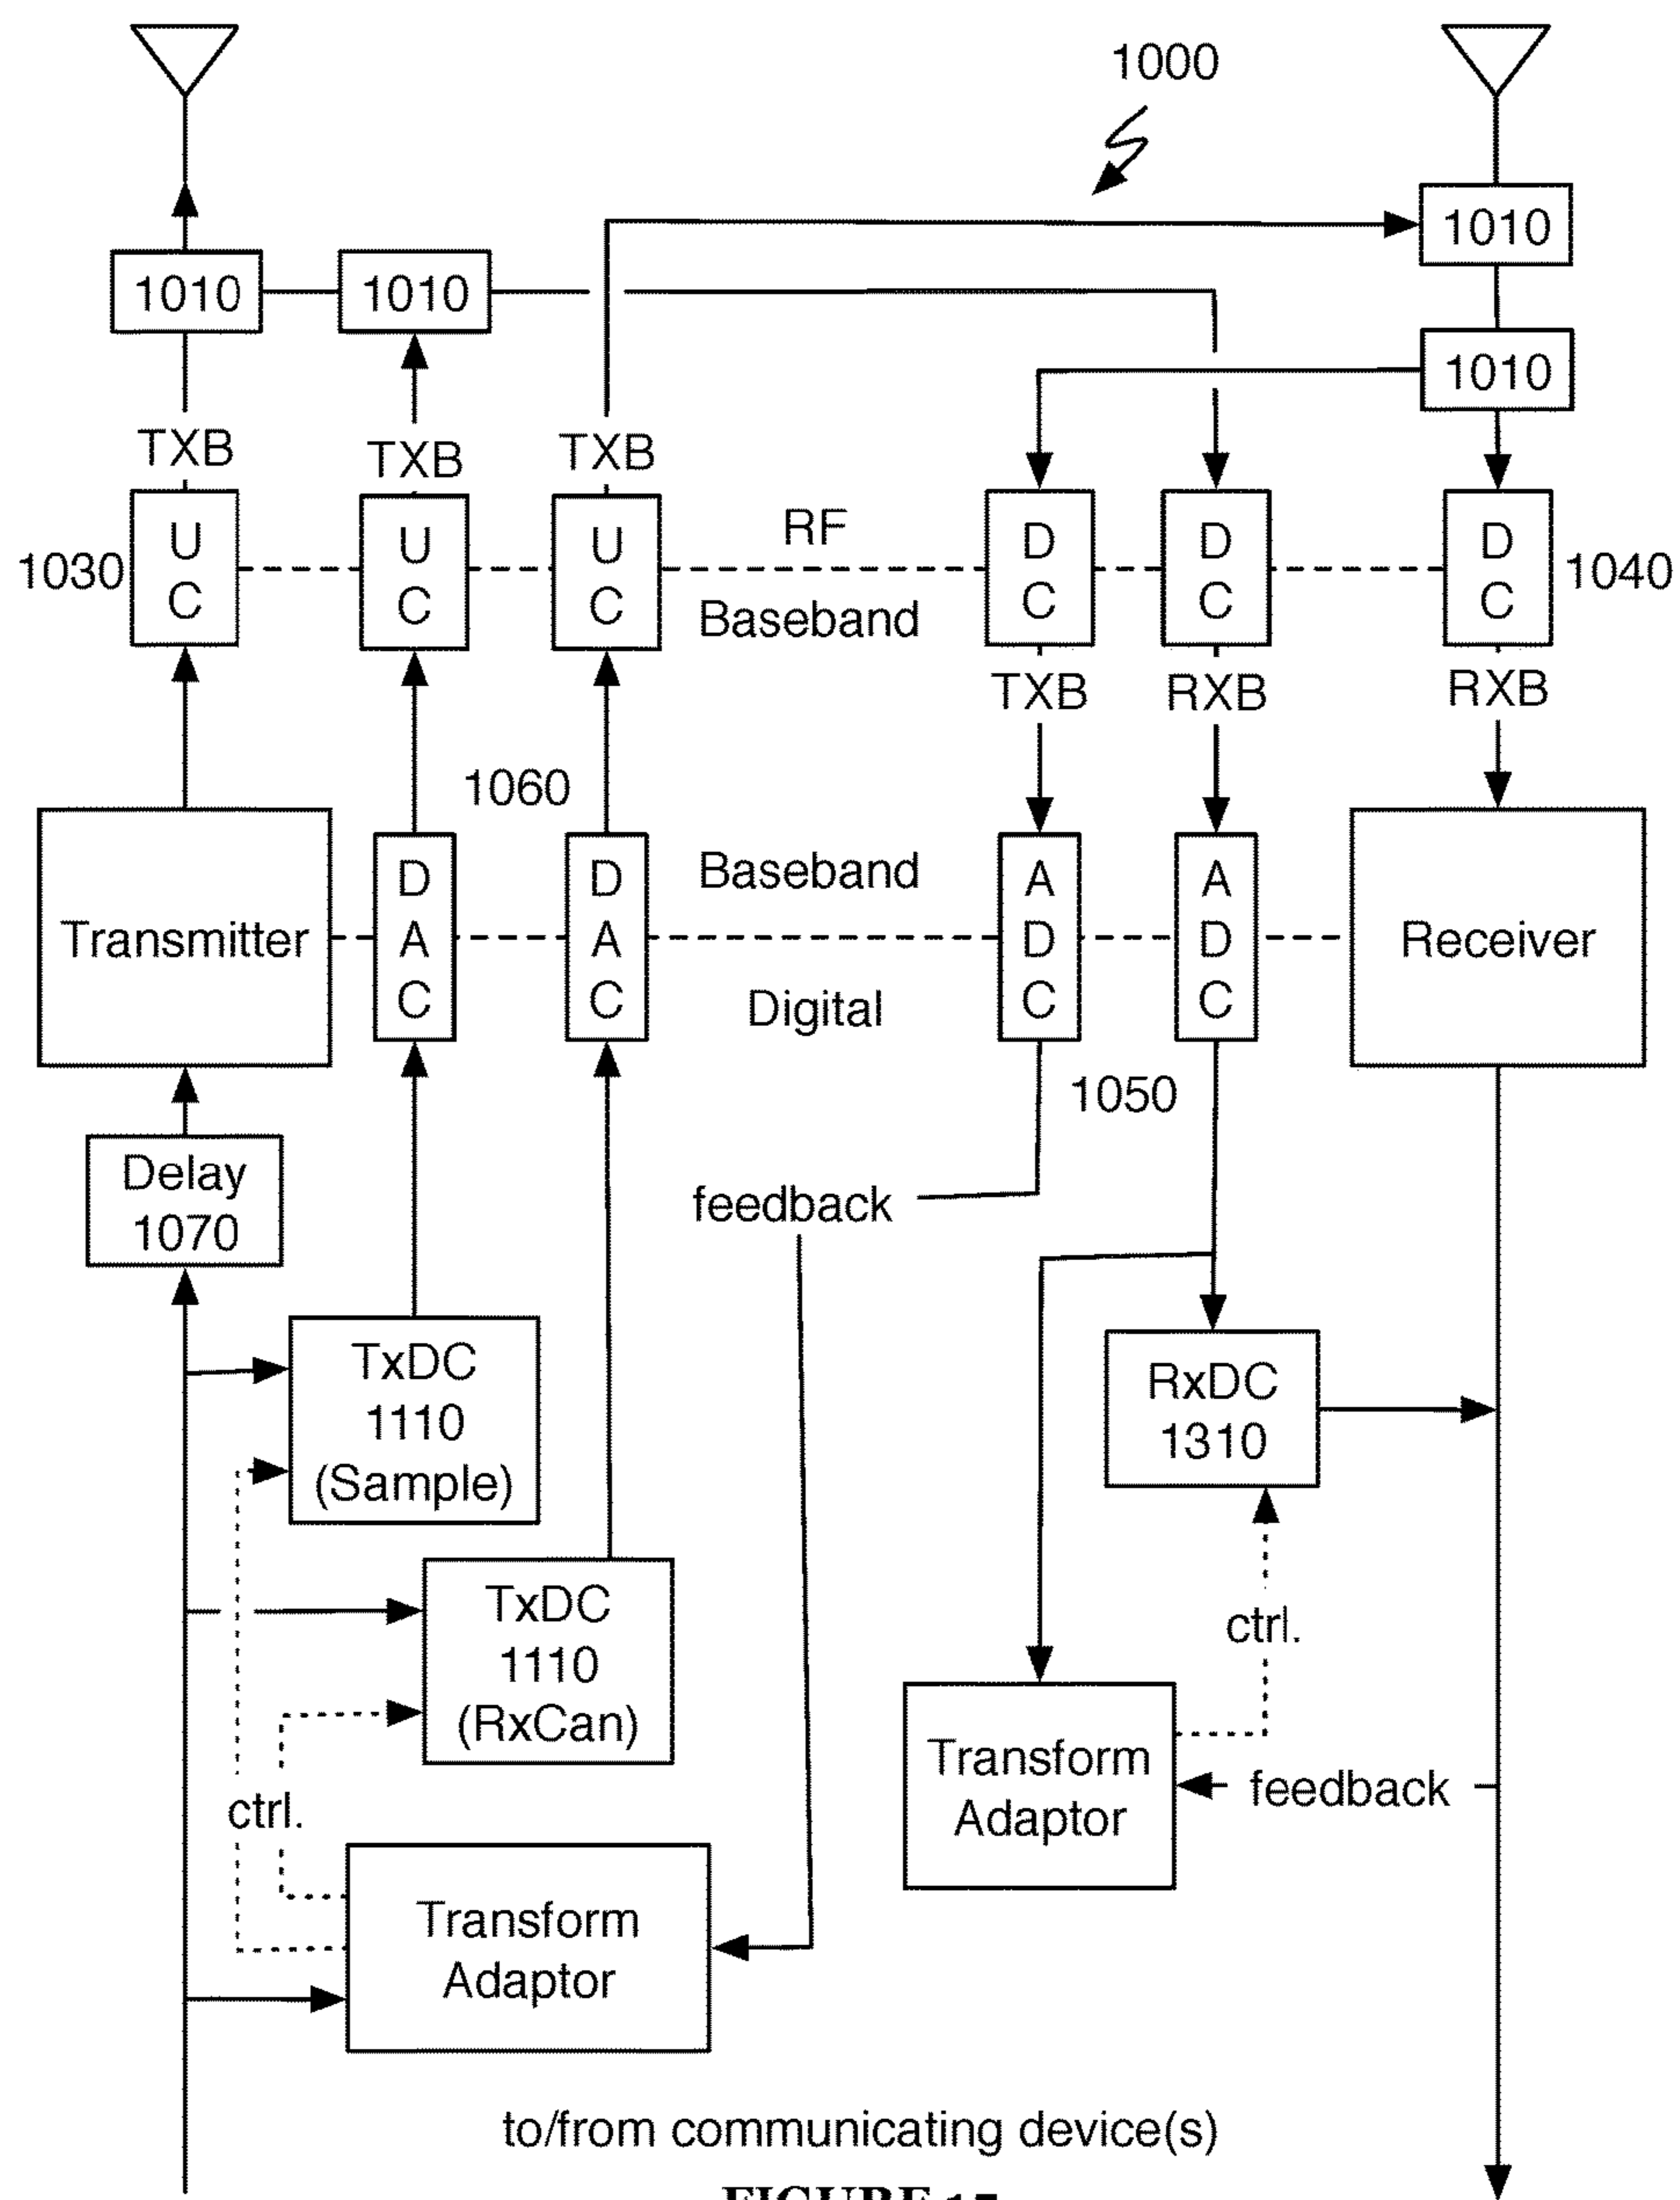 1000
1010
1010
1010
1010
TXB
TXB
TXB
1030
U
C
U
C
U
C
RF
Baseband
D
C
D
C
D
C
1040
TXB
RXB
RXB
1060
Transmitter
D
A
C
D
A
C
Baseband
Digital
A
D
C
A
D
C
Receiver
1050
Delay
1070
feedback
TxDC
1110
(Sample)
RxDC
1310
TxDC
1110
(RxCan)
ctrl.
Transform
Adaptor
feedback
ctrl.
Transform
Adaptor
to/from communicating device(s)